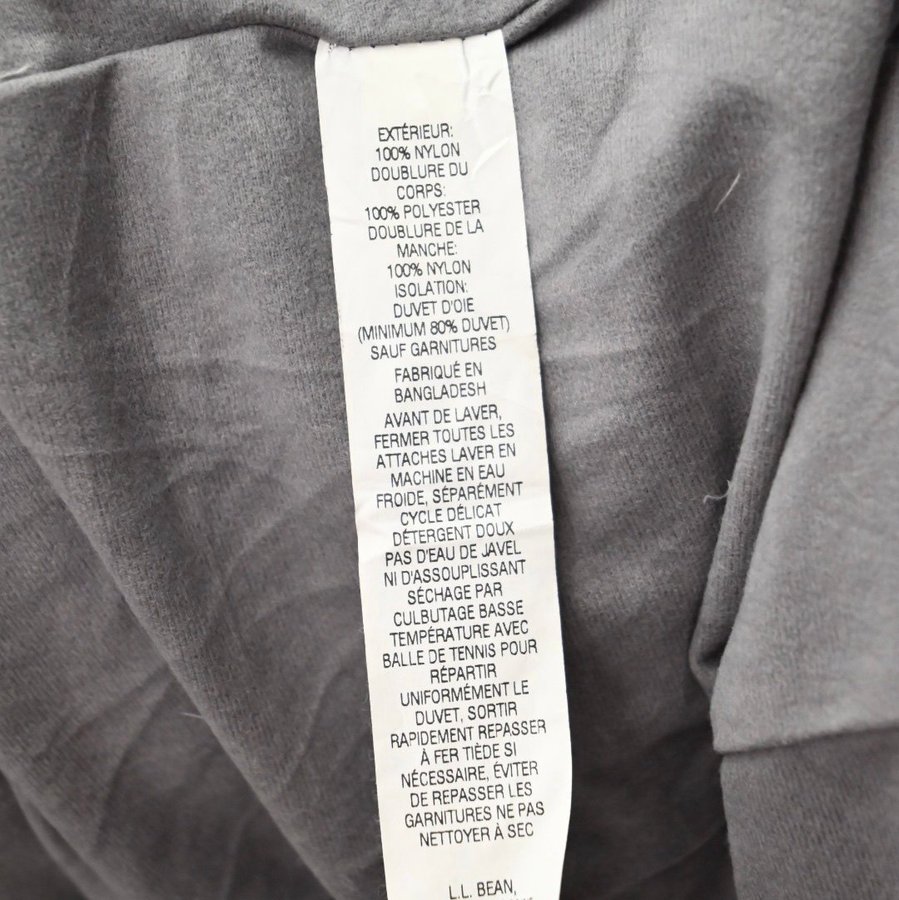 EXTÉRIEUR:
100% NYLON
DOUBLURE DU
CORPS:
100% POLYESTER
DOUBLURE DE LA
MANCHE:
100% NYLON
ISOLATION:
DUVET D'OIE
(MINIMUM 80% DUVET)
SAUF GARNITURES
FABRIQUÉ EN
BANGLADESH
AVANT DE LAVER,
FERMER TOUTES LES
ATTACHES LAVER EN
MACHINE EN EAU
FROIDE, SÉPARÉMENT
CYCLE DÉLICAT
DÉTERGENT DOUX
PAS D'EAU DE JAVEL
NI D'ASSOUPLISSANT
SÉCHAGE PAR
CULBUTAGE BASSE
TEMPÉRATURE AVEC
BALLE DE TENNIS POUR
RÉPARTIR
UNIFORMÉMENT LE
DUVET, SORTIR
RAPIDEMENT REPASSER
À FER TIÈDE SI
NÉCESSAIRE, ÉVITER
DE REPASSER LES
GARNITURES NE PAS
NETTOYER À SEC
L.L. BEAN,